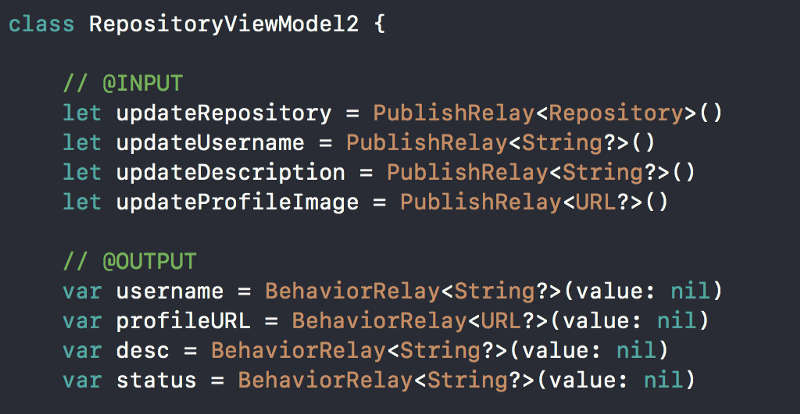 class RepositoryViewModel2 {
// @INPUT
let updateRepository = PublishRelay<Repository>()
let updateUsername = PublishRelay<String?>()
let updateDescription = PublishRelay<String?>()
let updateProfileImage = PublishRelay<URL?>()
// @OUTPUT
var username = BehaviorRelay<String?>(value: nil)
var profileURL = BehaviorRelay<URL?>(value: nil)
var desc = BehaviorRelay<String?>(value: nil)
var status = BehaviorRelay<String?>(value: nil)